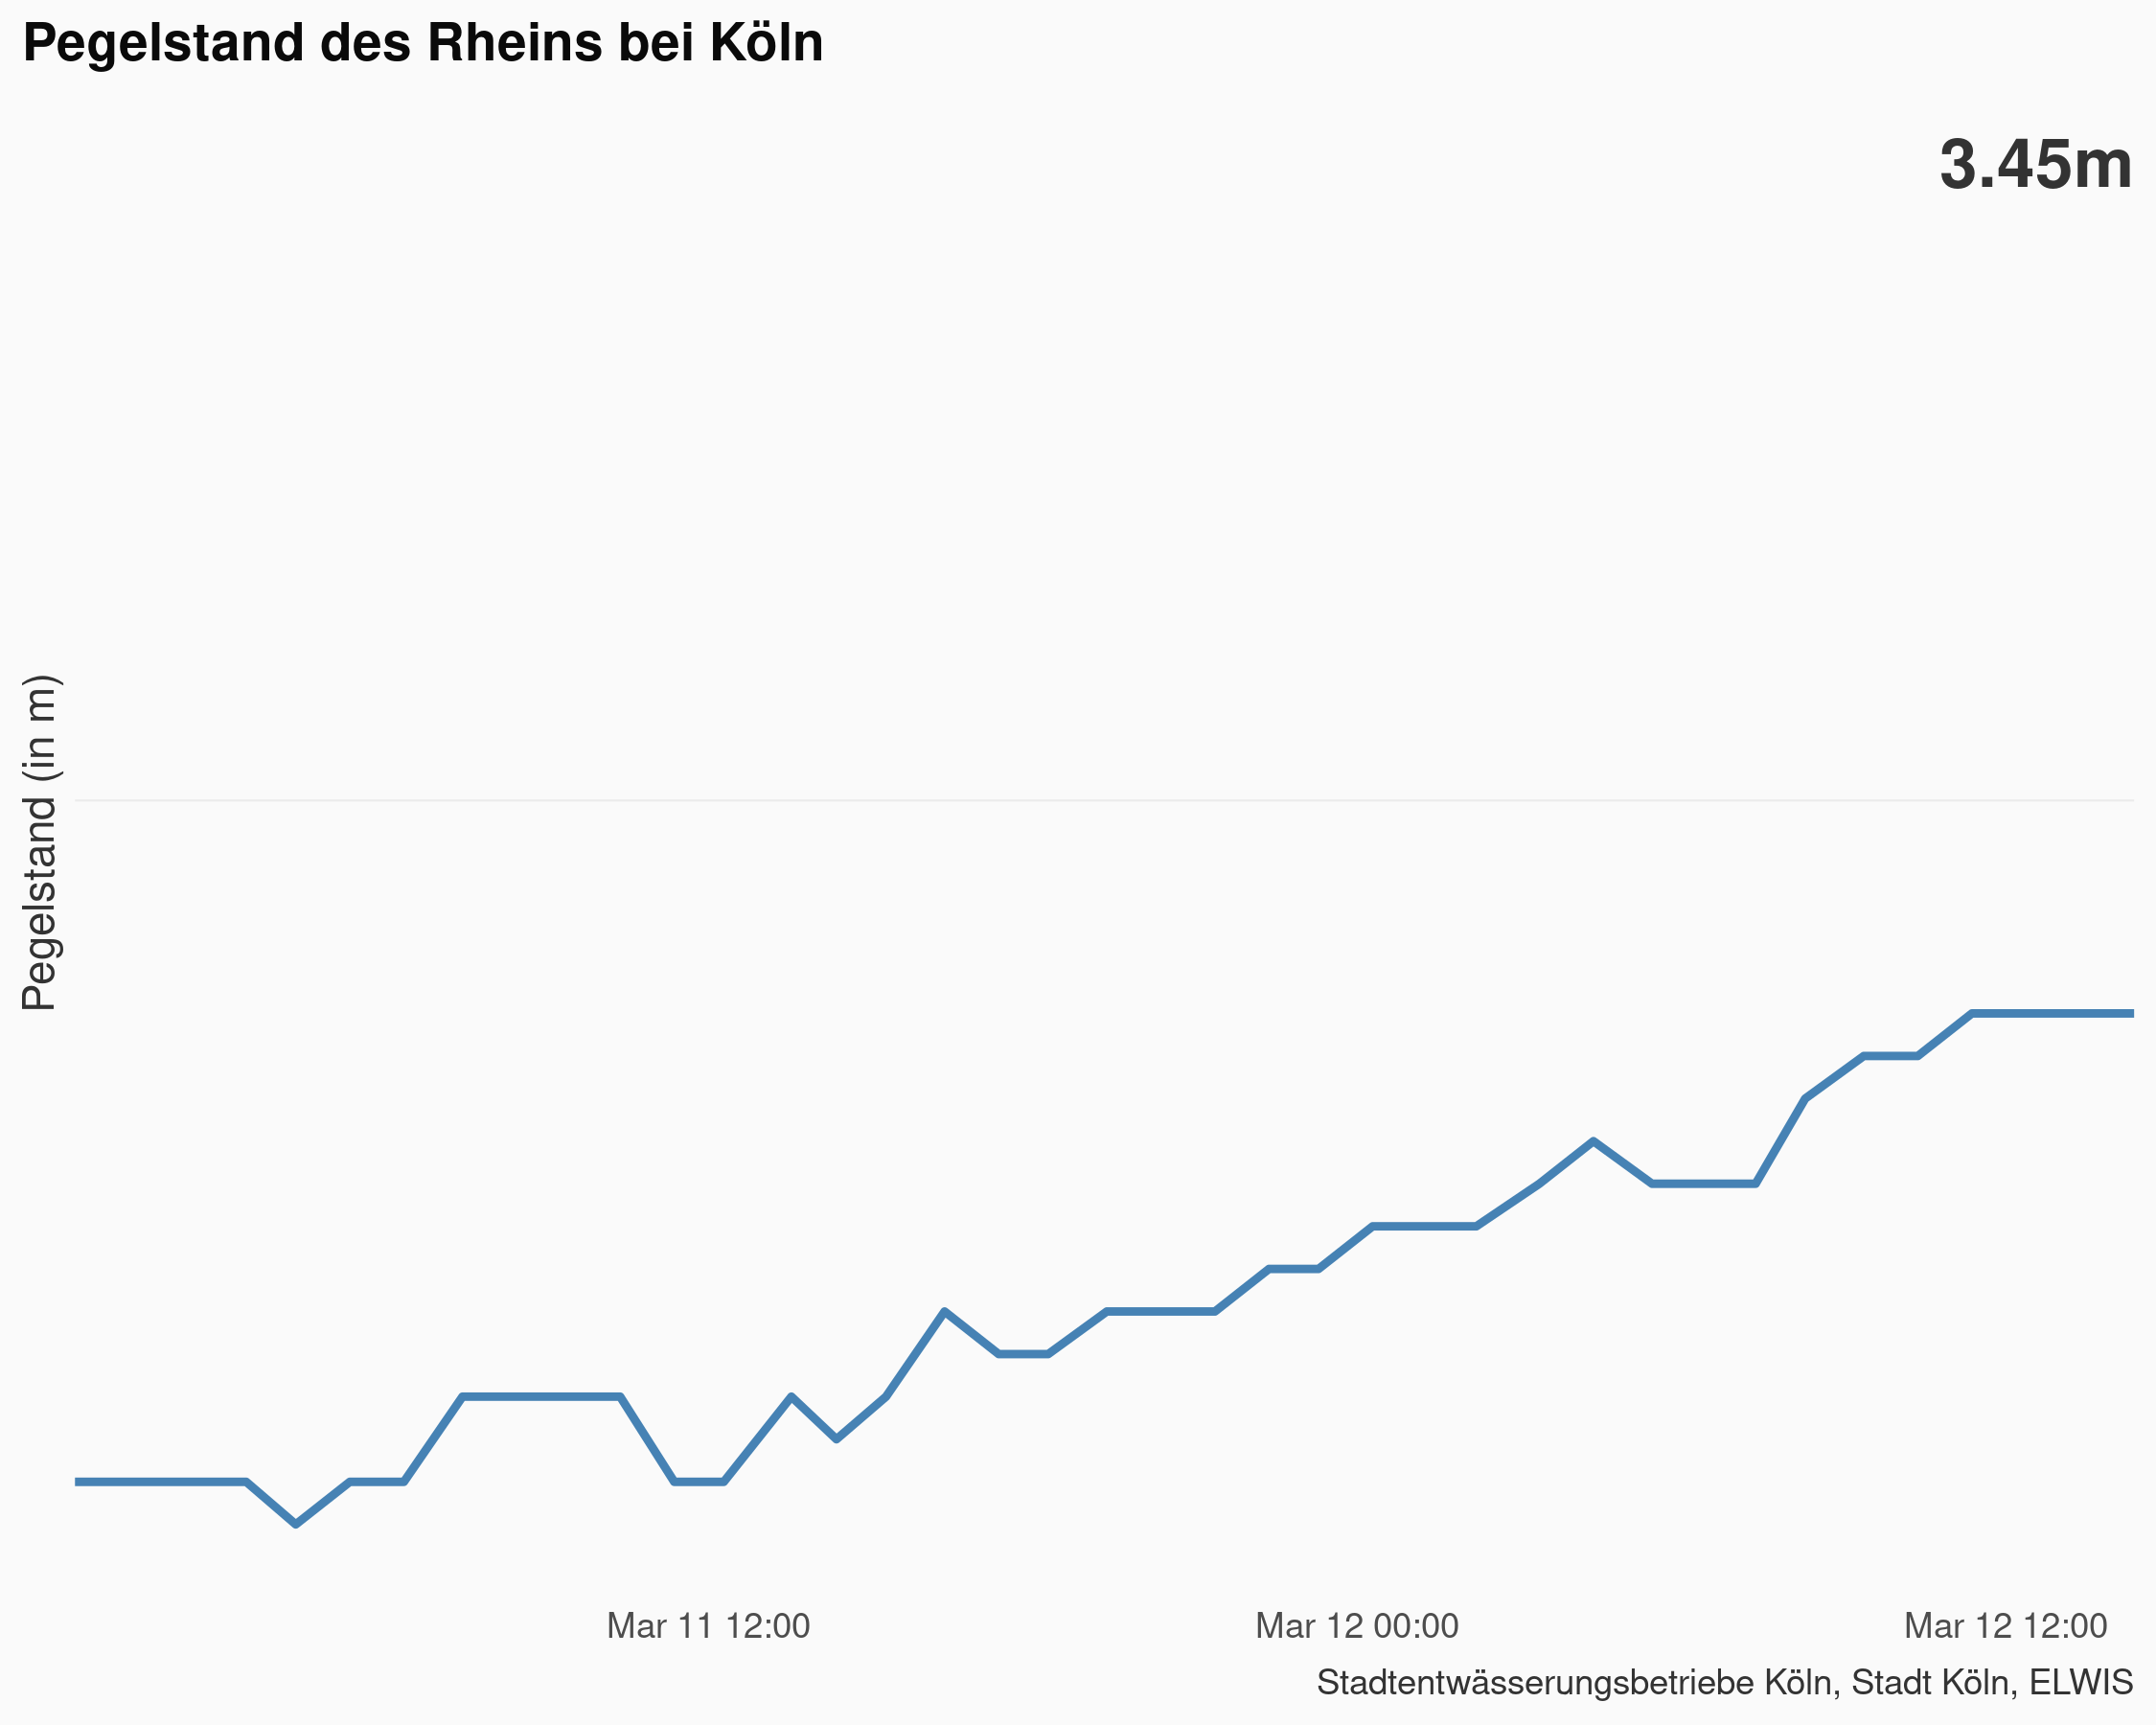 Pegelstand des Rheins bei Köln
3.45m
Pegelstand (in m)
Mar 11 12:00
Mar 12 00:00
Mar 12 12:00
Stadtentwässerungsbetriebe Köln, Stadt Köln, ELWIS